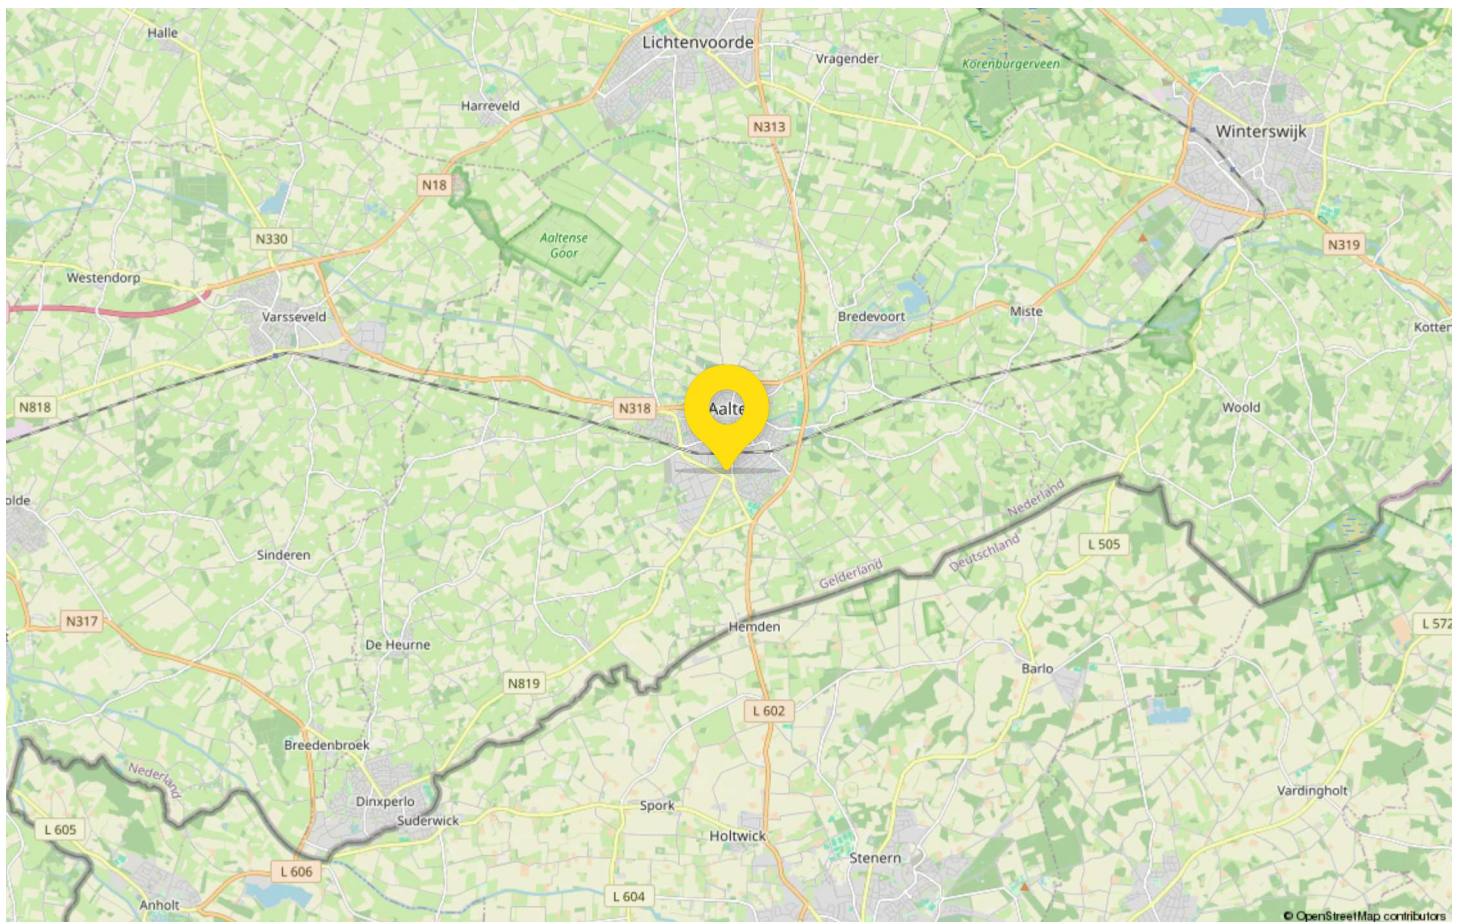 Halle
Lichtenvoorde
Vragender
Korenburgerveen
Harreveld
N313
Winterswijk
N18
N330
Aaltense
Goor
N319
Westendorp
Varsseveld
Bredevoort
Miste
N818
N318
Aalte
Woold
Nederland
Sinderen
L 505
Deutschland
Gelderland
N317
Hemden
L 572
De Heurne
Barlo
N819
L 602
Breedenbroek
Nederland
Vardingholt
Dinxperlo
Spork
Suderwick
L 605
Holtwick
Stenern
L 606
L 604
Anholt
© OpenStreetMap contributors